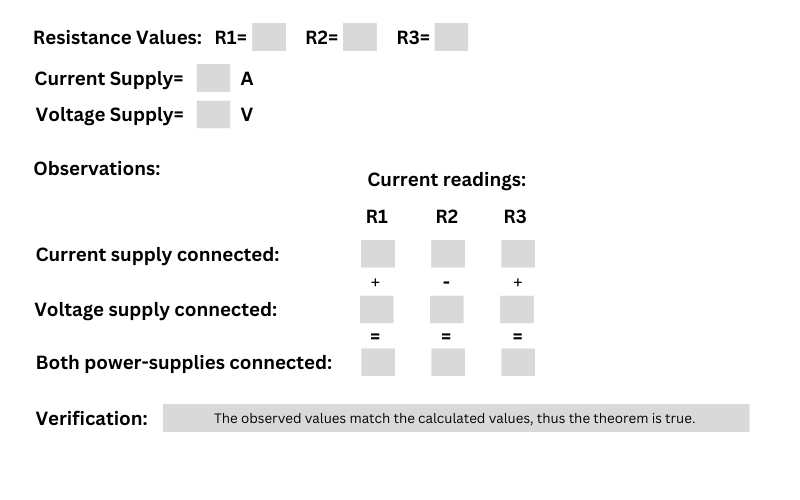 Resistance Values: R1= R2= R3=
Current Supply= A
Voltage Supply= V
Observations:
Current readings:
R1 R2 R3
Current supply connected:
+ - +
Voltage supply connected:
= = =
Both power-supplies connected:
Verification: The observed values match the calculated values, thus the theorem is true.